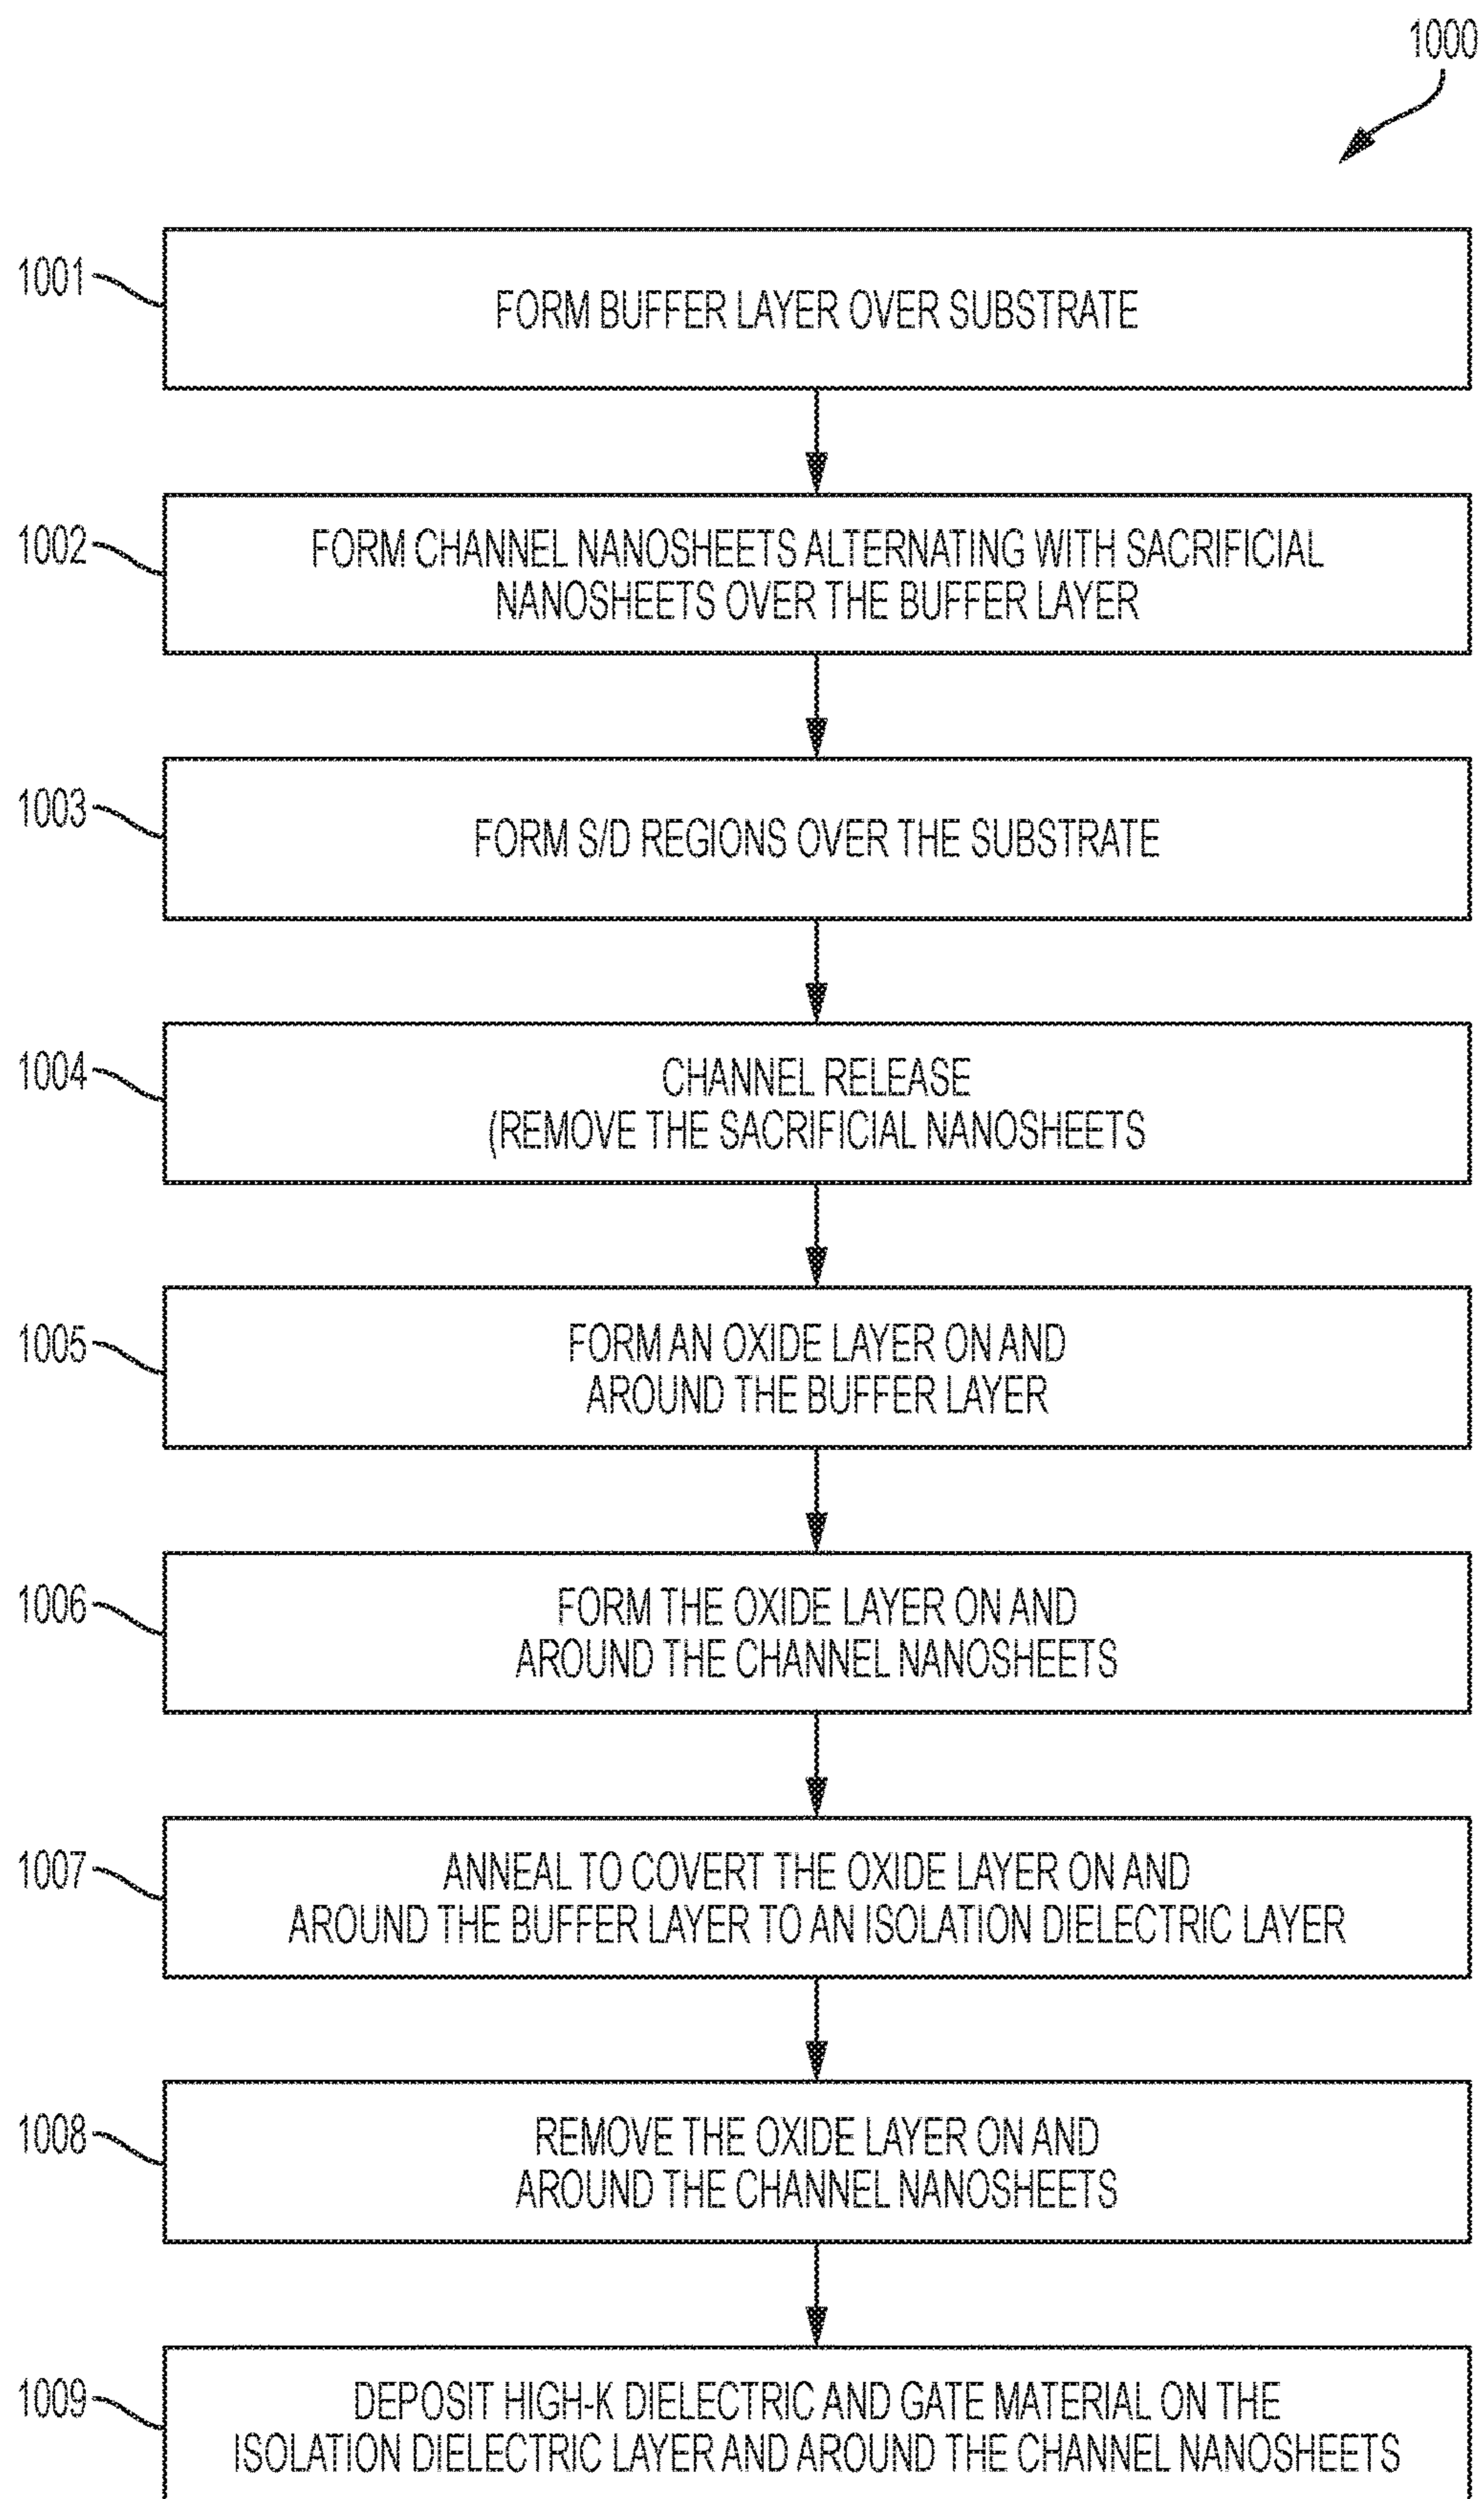 1000
1001
FORM BUFFER LAYER OVER SUBSTRATE
1002
FORM CHANNEL NANOSHEETS ALTERNATING WITH SACRIFICIAL
NANOSHEETS OVER THE BUFFER LAYER
1003
FORM S/D REGIONS OVER THE SUBSTRATE
1004
CHANNEL RELEASE
(REMOVE THE SACRIFICIAL NANOSHEETS
1005
FORM AN OXIDE LAYER ON AND
AROUND THE BUFFER LAYER
1006
FORM THE OXIDE LAYER ON AND
AROUND THE CHANNEL NANOSHEETS
1007
ANNEAL TO COVERT THE OXIDE LAYER ON AND
AROUND THE BUFFER LAYER TO AN ISOLATION DIELECTRIC LAYER
1008
REMOVE THE OXIDE LAYER ON AND
AROUND THE CHANNEL NANOSHEETS
1009
DEPOSIT HIGH-K DIELECTRIC AND GATE MATERIAL ON THE
ISOLATION DIELECTRIC LAYER AND AROUND THE CHANNEL NANOSHEETS